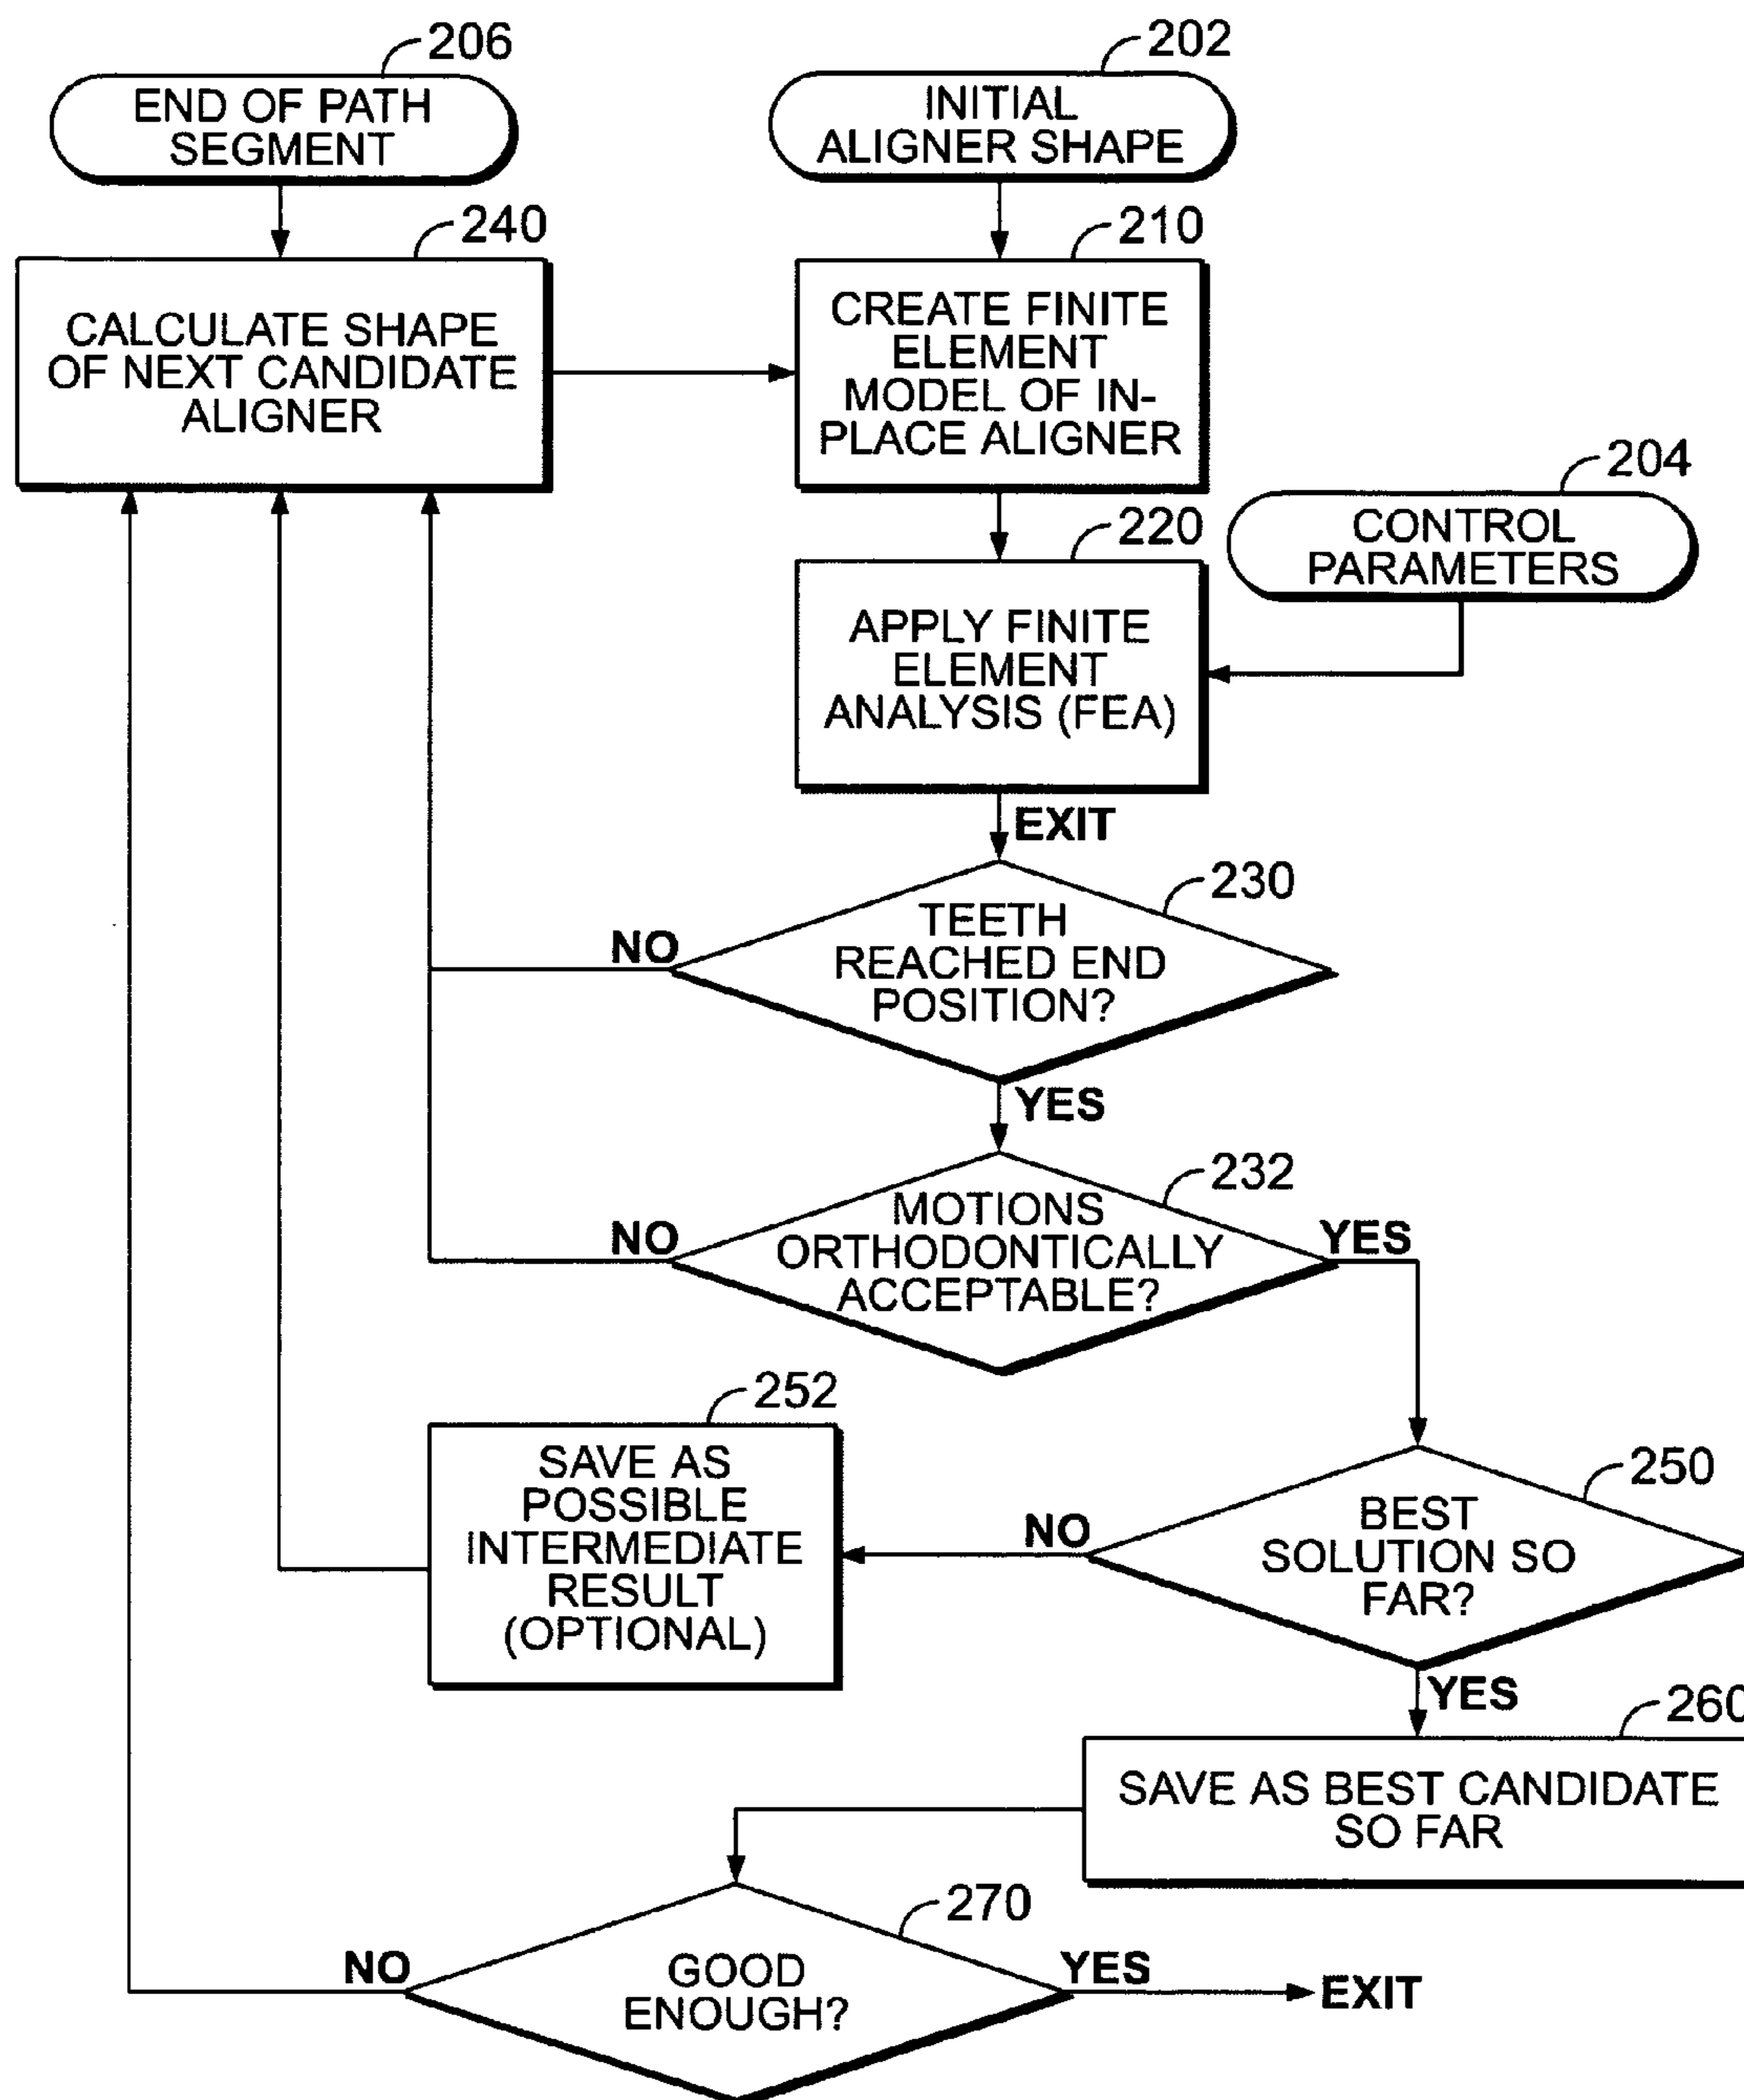 206
END OF PATH
SEGMENT
202
INITIAL
ALIGNER SHAPE
240
CALCULATE SHAPE
OF NEXT CANDIDATE
ALIGNER
210
CREATE FINITE
ELEMENT
MODEL OF IN-
PLACE ALIGNER
204
CONTROL
PARAMETERS
220
APPLY FINITE
ELEMENT
ANALYSIS (FEA)
EXIT
230
TEETH
REACHED END
POSITION?
NO
YES
232
MOTIONS
ORTHODONTICALLY
ACCEPTABLE?
NO
YES
252
SAVE AS
POSSIBLE
INTERMEDIATE
RESULT
(OPTIONAL)
250
BEST
SOLUTION SO
FAR?
NO
YES
260
SAVE AS BEST CANDIDATE
SO FAR
270
GOOD
ENOUGH?
NO
YES
EXIT